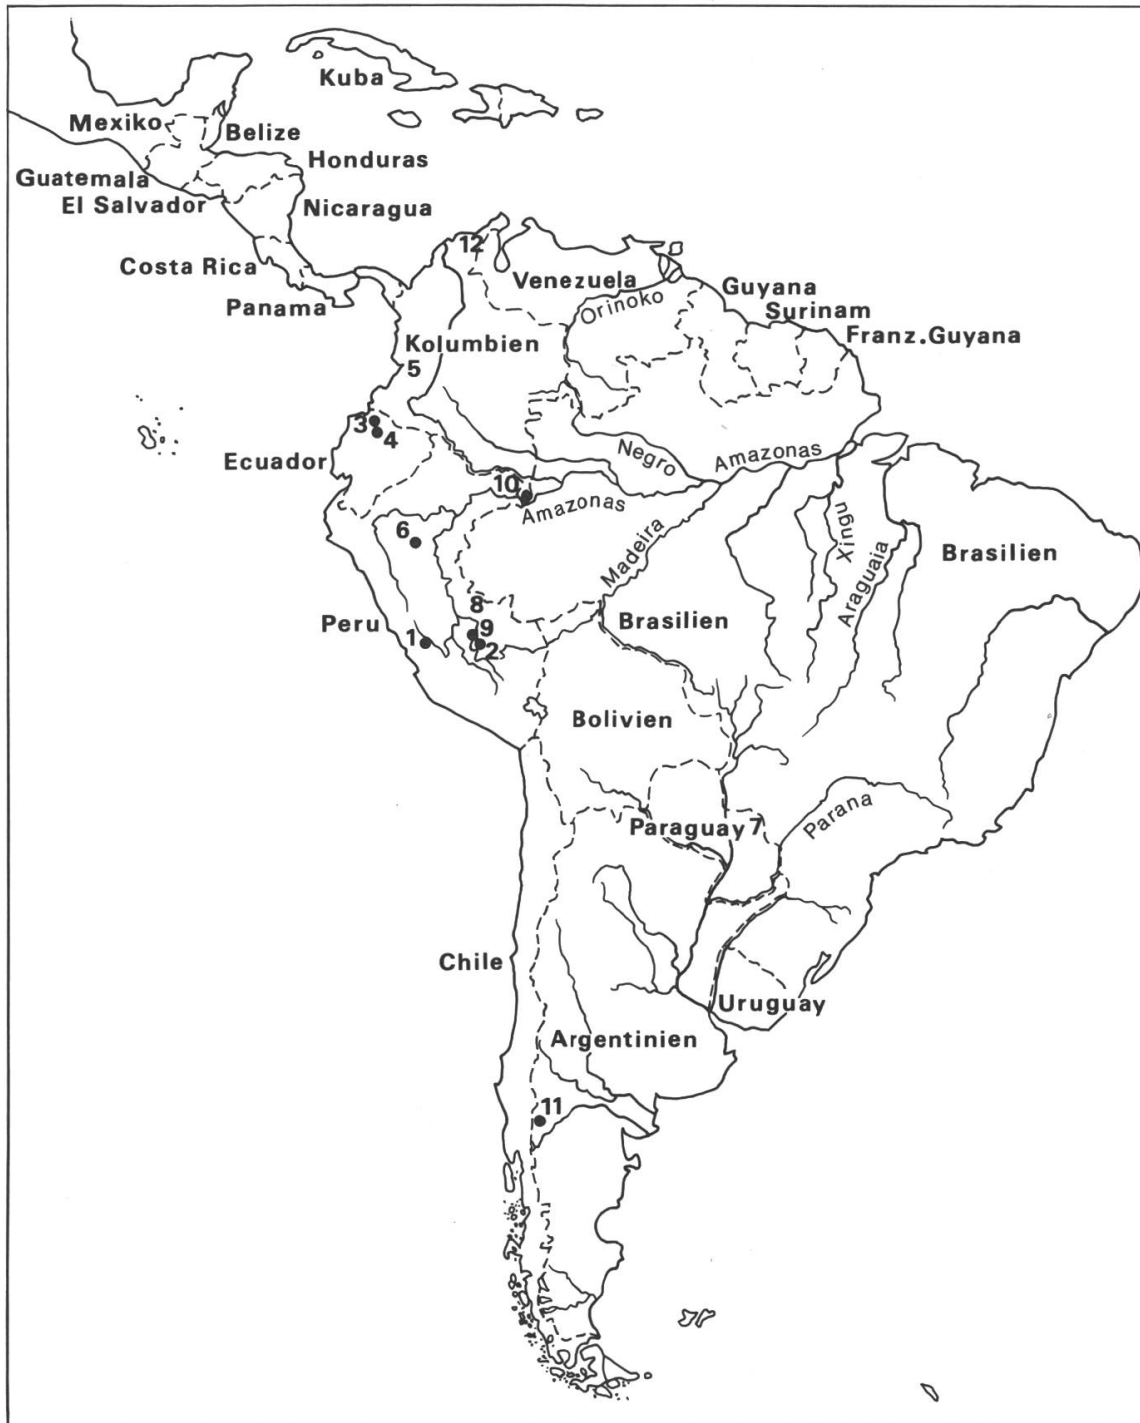 Kuba
Mexiko
Belize
Honduras
Guatemala
El Salvador
Nicaragua
12
Costa Rica
Venezuela
Guyana
Panama
Orinoko
Surinam
Franz.Guyana
Kolumbien
5
3
4
Ecuador
Negro
Amazonas
10
Amazonas
6
Xingu
Madeira
Araguaia
Brasilien
8
Peru
1
9
2
Brasilien
Bolivien
Parana
Paraguay 7
Chile
Uruguay
Argentinien
11